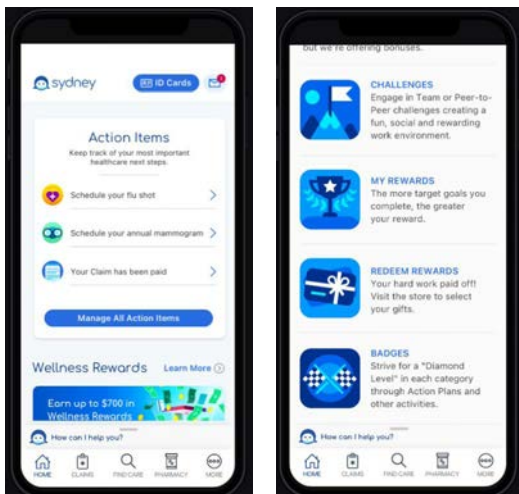 sydney
ID Cards
Action Items
Keep track of your most important
healthcare next steps.
Schedule your flu shot
Schedule your annual mammogram
Your Claim has been paid
Manage All Action Items
Wellness Rewards
Learn More
Earn up to $700 in
Wellness Rewards
How can I help you?
HOME
CLAIMS
FIND CARE
PHARMACY
MORE
but we're offering bonuses.
CHALLENGES
Engage in Team or Peer-to-
Peer challenges creating a
fun, social and rewarding
work environment.
MY REWARDS
The more target goals you
complete, the greater
your reward.
REDEEM REWARDS
Your hard work paid off!
Visit the store to select
your gifts.
BADGES
Strive for a "Diamond
Level" in each category
through Action Plans and
other activities.
How can I help you?
HOME
CLAIMS
FIND CARE
PHARMACY
MORE